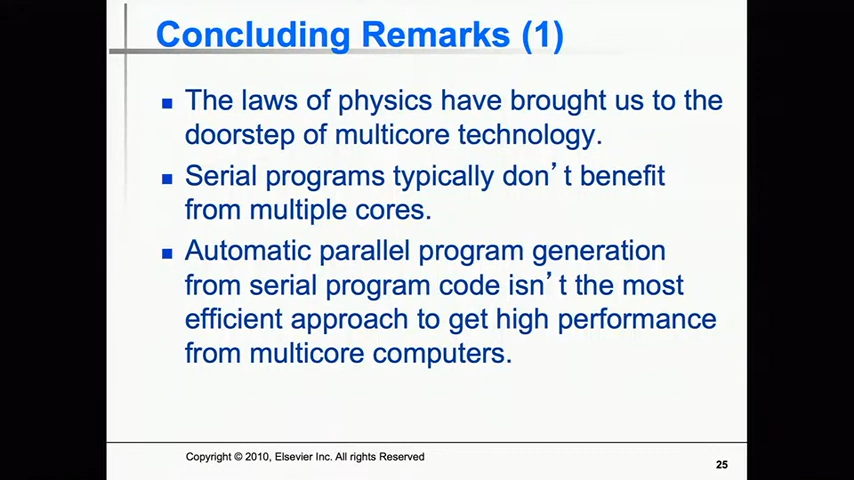 Concluding Remarks (1)
The laws of physics have brought us to the
doorstep of multicore technology.
Serial programs typically don’t benefit
from multiple cores.
Automatic parallel program generation
from serial program code isn’t the most
efficient approach to get high performance
from multicore computers.
Copyright © 2010, Elsevier Inc. All rights Reserved
25